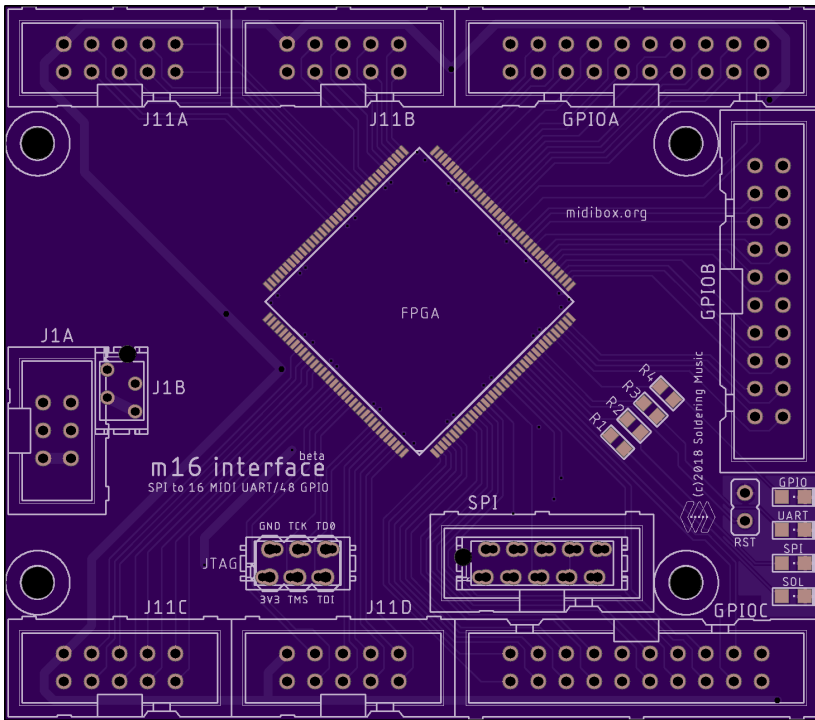 J11A
J11B
GPIOA
midibox.org
FPGA
GPIOB
J1A
J1B
R4
R3
R2
R1
(c)2018 Soldering Music
m16 interface beta
SPI to 16 MIDI UART/48 GPIO
SPI
GPIO
UART
SPI
SOL
RST
GND TCK TD0
JTAG
3V3 TMS TDI
J11C
J11D
GPIOC